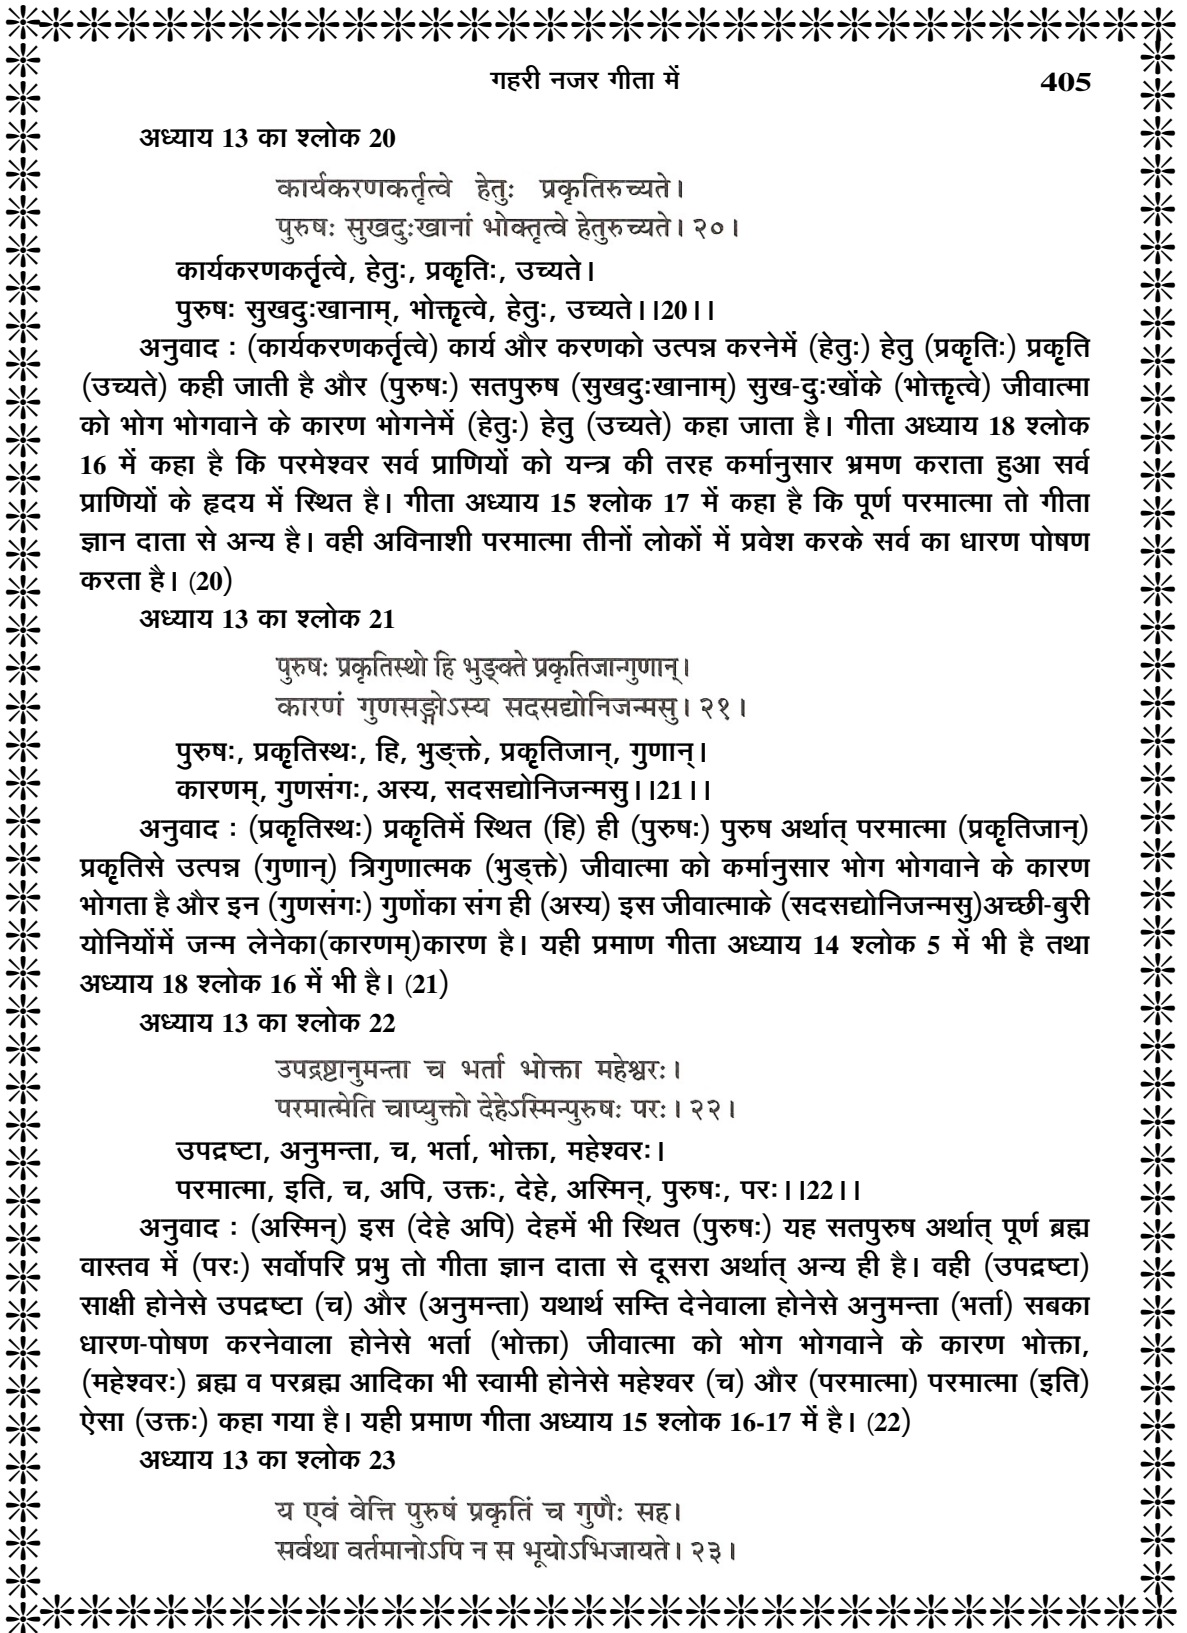 गहरी नजर गीता में 405
अध्याय 13 का श्लोक 20
कार्यकरणकर्तृत्वे हेतुः प्रकृतिरुच्यते।
पुरुषः सुखदुःखानां भोक्तृत्वे हेतुरुच्यते। २०।
कार्यकरणकर्तृत्वे, हेतुः, प्रकृतिः, उच्यते।
पुरुषः सुखदुःखानाम्, भोक्तृत्वे, हेतुः, उच्यते।।20।।
अनुवाद : (कार्यकरणकर्तृत्वे) कार्य और करणको उत्पन्न करनेमें (हेतुः) हेतु (प्रकृतिः) प्रकृति
(उच्यते) कही जाती है और (पुरुषः) सतपुरुष (सुखदुःखानाम्) सुख-दुःखोंके (भोक्तृत्वे) जीवात्मा
को भोग भोगवाने के कारण भोगनेमें (हेतुः) हेतु (उच्यते) कहा जाता है। गीता अध्याय 18 श्लोक
16 में कहा है कि परमेश्वर सर्व प्राणियों को यन्त्र की तरह कर्मानुसार भ्रमण कराता हुआ सर्व
प्राणियों के हृदय में स्थित है। गीता अध्याय 15 श्लोक 17 में कहा है कि पूर्ण परमात्मा तो गीता
ज्ञान दाता से अन्य है। वही अविनाशी परमात्मा तीनों लोकों में प्रवेश करके सर्व का धारण पोषण
करता है। (20)
अध्याय 13 का श्लोक 21
पुरुषः प्रकृतिस्थो हि भुङ्क्ते प्रकृतिजान्गुणान्।
कारणं गुणसङ्गोऽस्य सदसद्योनिजन्मसु। २१।
पुरुषः, प्रकृतिस्थः, हि, भुङ्क्ते, प्रकृतिजान्, गुणान्।
कारणम्, गुणसंगः, अस्य, सदसद्योनिजन्मसु।।21।।
अनुवाद : (प्रकृतिस्थः) प्रकृतिमें स्थित (हि) ही (पुरुषः) पुरुष अर्थात् परमात्मा (प्रकृतिजान्)
प्रकृतिसे उत्पन्न (गुणान्) त्रिगुणात्मक (भुङ्क्ते) जीवात्मा को कर्मानुसार भोग भोगवाने के कारण
भोगता है और इन (गुणसंगः) गुणोंका संग ही (अस्य) इस जीवात्माके (सदसद्योनिजन्मसु)अच्छी-बुरी
योनियोंमें जन्म लेनेका(कारणम्)कारण है। यही प्रमाण गीता अध्याय 14 श्लोक 5 में भी है तथा
अध्याय 18 श्लोक 16 में भी है। (21)
अध्याय 13 का श्लोक 22
उपद्रष्टानुमन्ता च भर्ता भोक्ता महेश्वरः।
परमात्मेति चाप्युक्तो देहेऽस्मिन्पुरुषः परः। २२।
उपद्रष्टा, अनुमन्ता, च, भर्ता, भोक्ता, महेश्वरः।
परमात्मा, इति, च, अपि, उक्तः, देहे, अस्मिन्, पुरुषः, परः।।22।।
अनुवाद : (अस्मिन्) इस (देहे अपि) देहमें भी स्थित (पुरुषः) यह सतपुरुष अर्थात् पूर्ण ब्रह्म
वास्तव में (परः) सर्वोपरि प्रभु तो गीता ज्ञान दाता से दूसरा अर्थात् अन्य ही है। वही (उपद्रष्टा)
साक्षी होनेसे उपद्रष्टा (च) और (अनुमन्ता) यथार्थ सम्ति देनेवाला होनेसे अनुमन्ता (भर्ता) सबका
धारण-पोषण करनेवाला होनेसे भर्ता (भोक्ता) जीवात्मा को भोग भोगवाने के कारण भोक्ता,
(महेश्वरः) ब्रह्म व परब्रह्म आदिका भी स्वामी होनेसे महेश्वर (च) और (परमात्मा) परमात्मा (इति)
ऐसा (उक्तः) कहा गया है। यही प्रमाण गीता अध्याय 15 श्लोक 16-17 में है। (22)
अध्याय 13 का श्लोक 23
य एवं वेत्ति पुरुषं प्रकृतिं च गुणैः सह।
सर्वथा वर्तमानोऽपि न स भूयोऽभिजायते। २३।